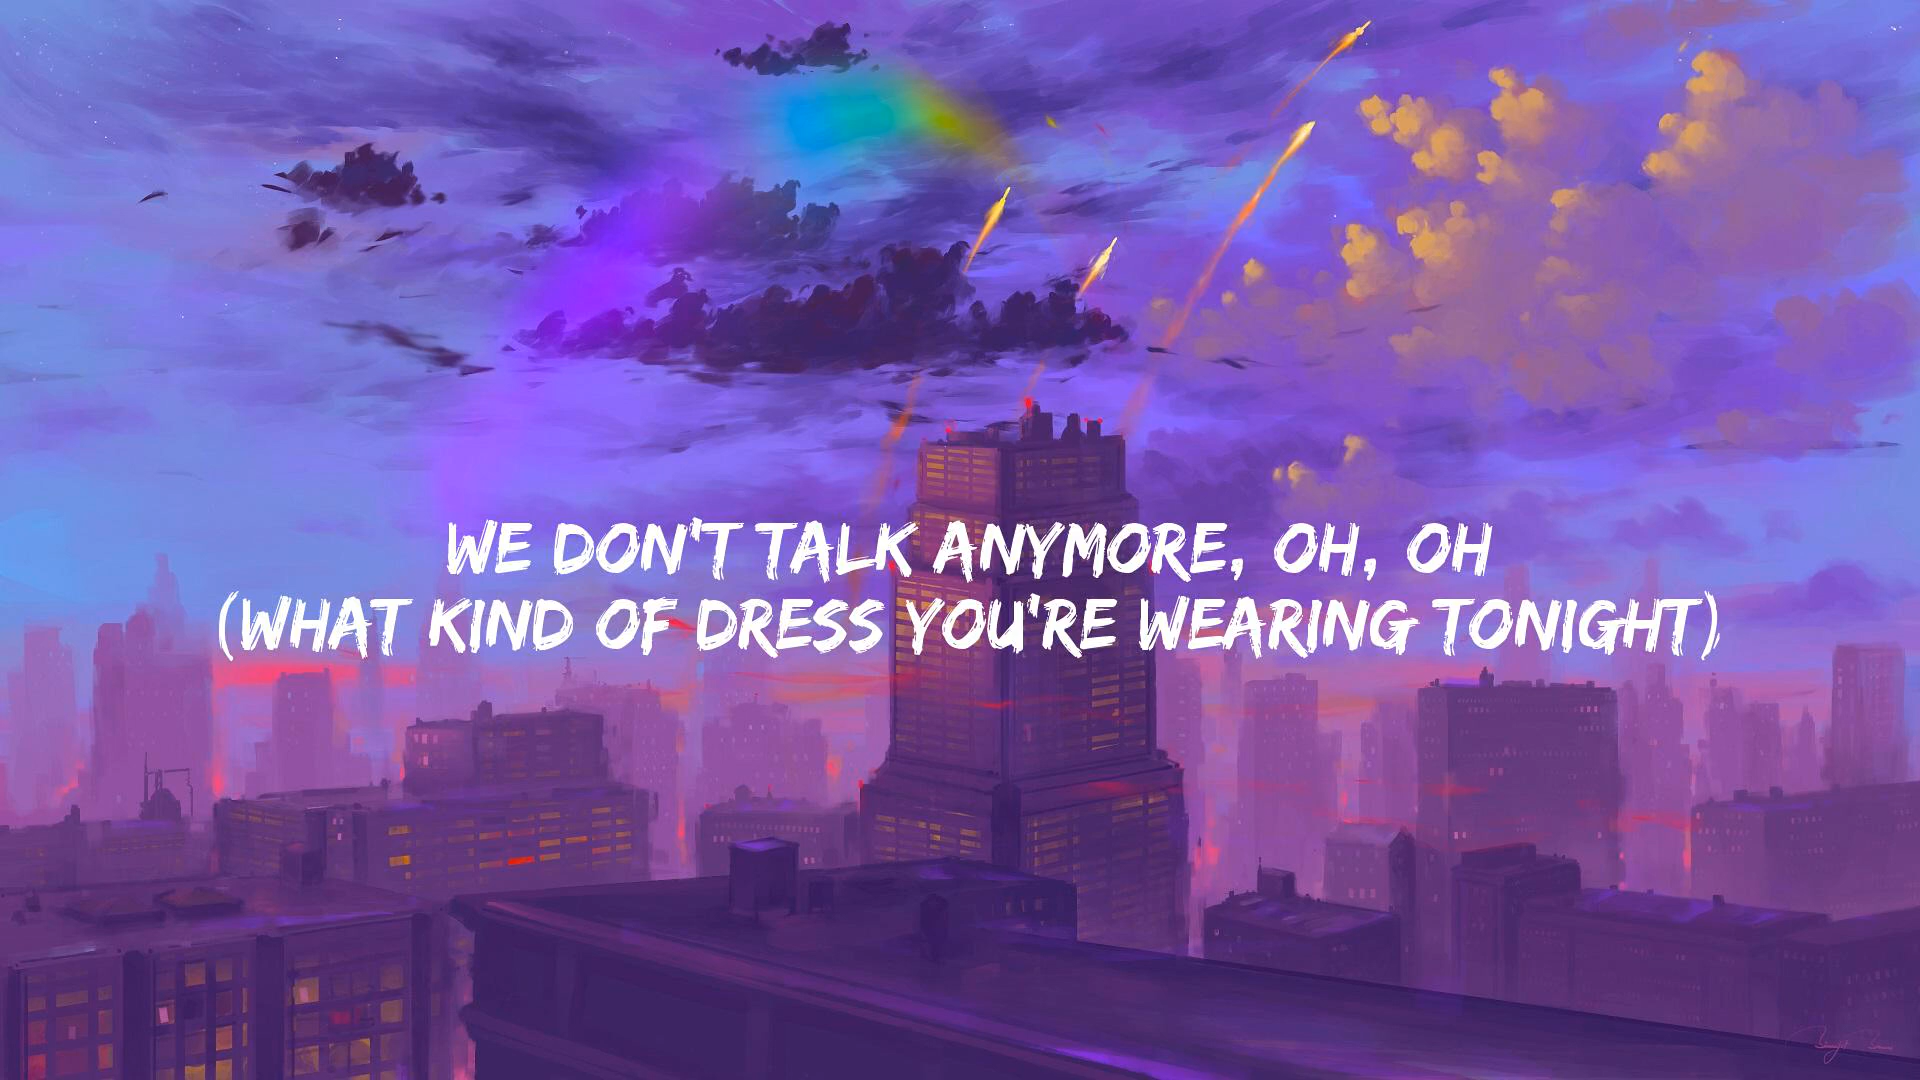 WE DON'T TALK ANYMORE, OH, OH
(WHAT KIND OF DRESS YOU'RE WEARING TONIGHT)